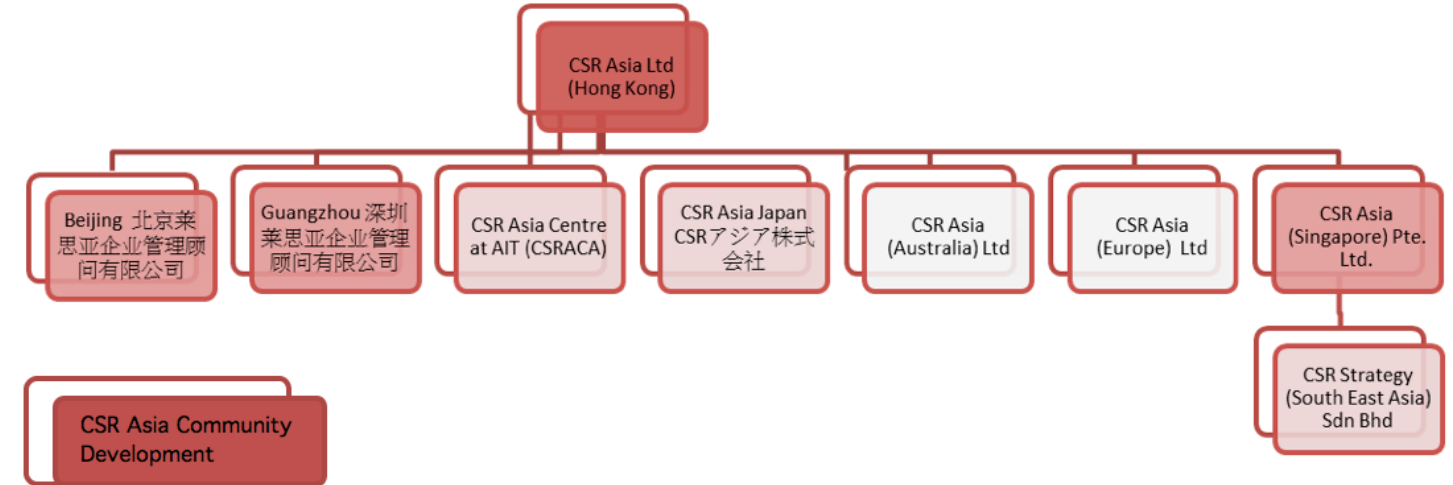 CSR Asia Ltd
(Hong Kong)
Beijing 北京莱
思亚企业管理顾
问有限公司
Guangzhou 深圳
莱思亚企业管理
顾问有限公司
CSR Asia Centre
at AIT (CSRACA)
CSR Asia Japan
CSRアジア株式
会社
CSR Asia
(Australia) Ltd
CSR Asia
(Europe) Ltd
CSR Asia
(Singapore) Pte.
Ltd.
CSR Strategy
(South East Asia)
Sdn Bhd
CSR Asia Community
Development